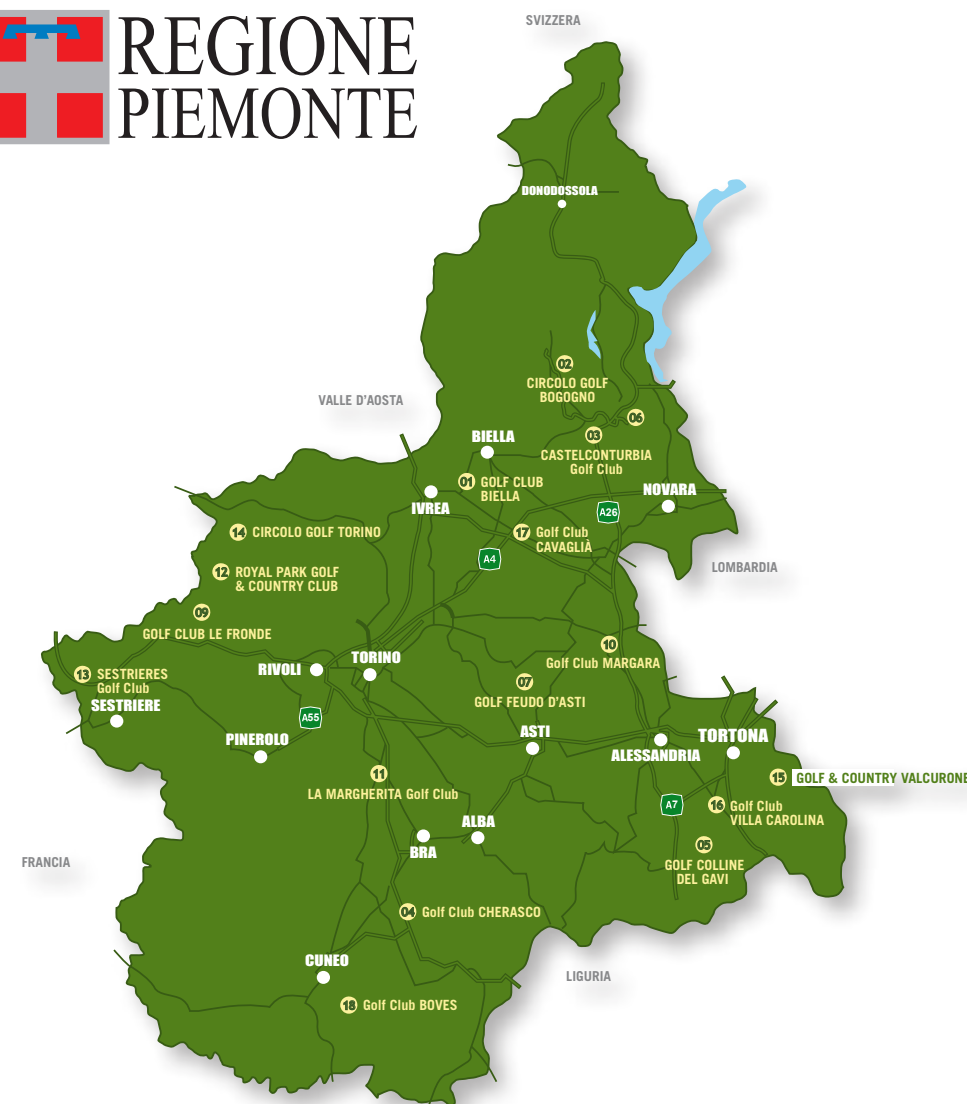 REGIONE
PIEMONTE
SVIZZERA
DONODOSSOLA
02
CIRCOLO GOLF
BOGOGNO
VALLE D'AOSTA
06
03
CASTELCONTURBIA
Golf Club
BIELLA
01 GOLF CLUB
BIELLA
IVREA
NOVARA
A26
14 CIRCOLO GOLF TORINO
17 Golf Club
CAVAGLIÀ
A4
LOMBARDIA
12 ROYAL PARK GOLF
& COUNTRY CLUB
09
GOLF CLUB LE FRONDE
10
Golf Club MARGARA
RIVOLI
TORINO
13 SESTRIERES
Golf Club
SESTRIERE
07
GOLF FEUDO D'ASTI
A55
PINEROLO
ASTI
ALESSANDRIA
TORTONA
11
LA MARGHERITA Golf Club
15 GOLF & COUNTRY VALCURONE
A7
16 Golf Club
VILLA CAROLINA
ALBA
BRA
05
GOLF COLLINE
DEL GAVI
FRANCIA
04 Golf Club CHERASCO
CUNEO
LIGURIA
18 Golf Club BOVES